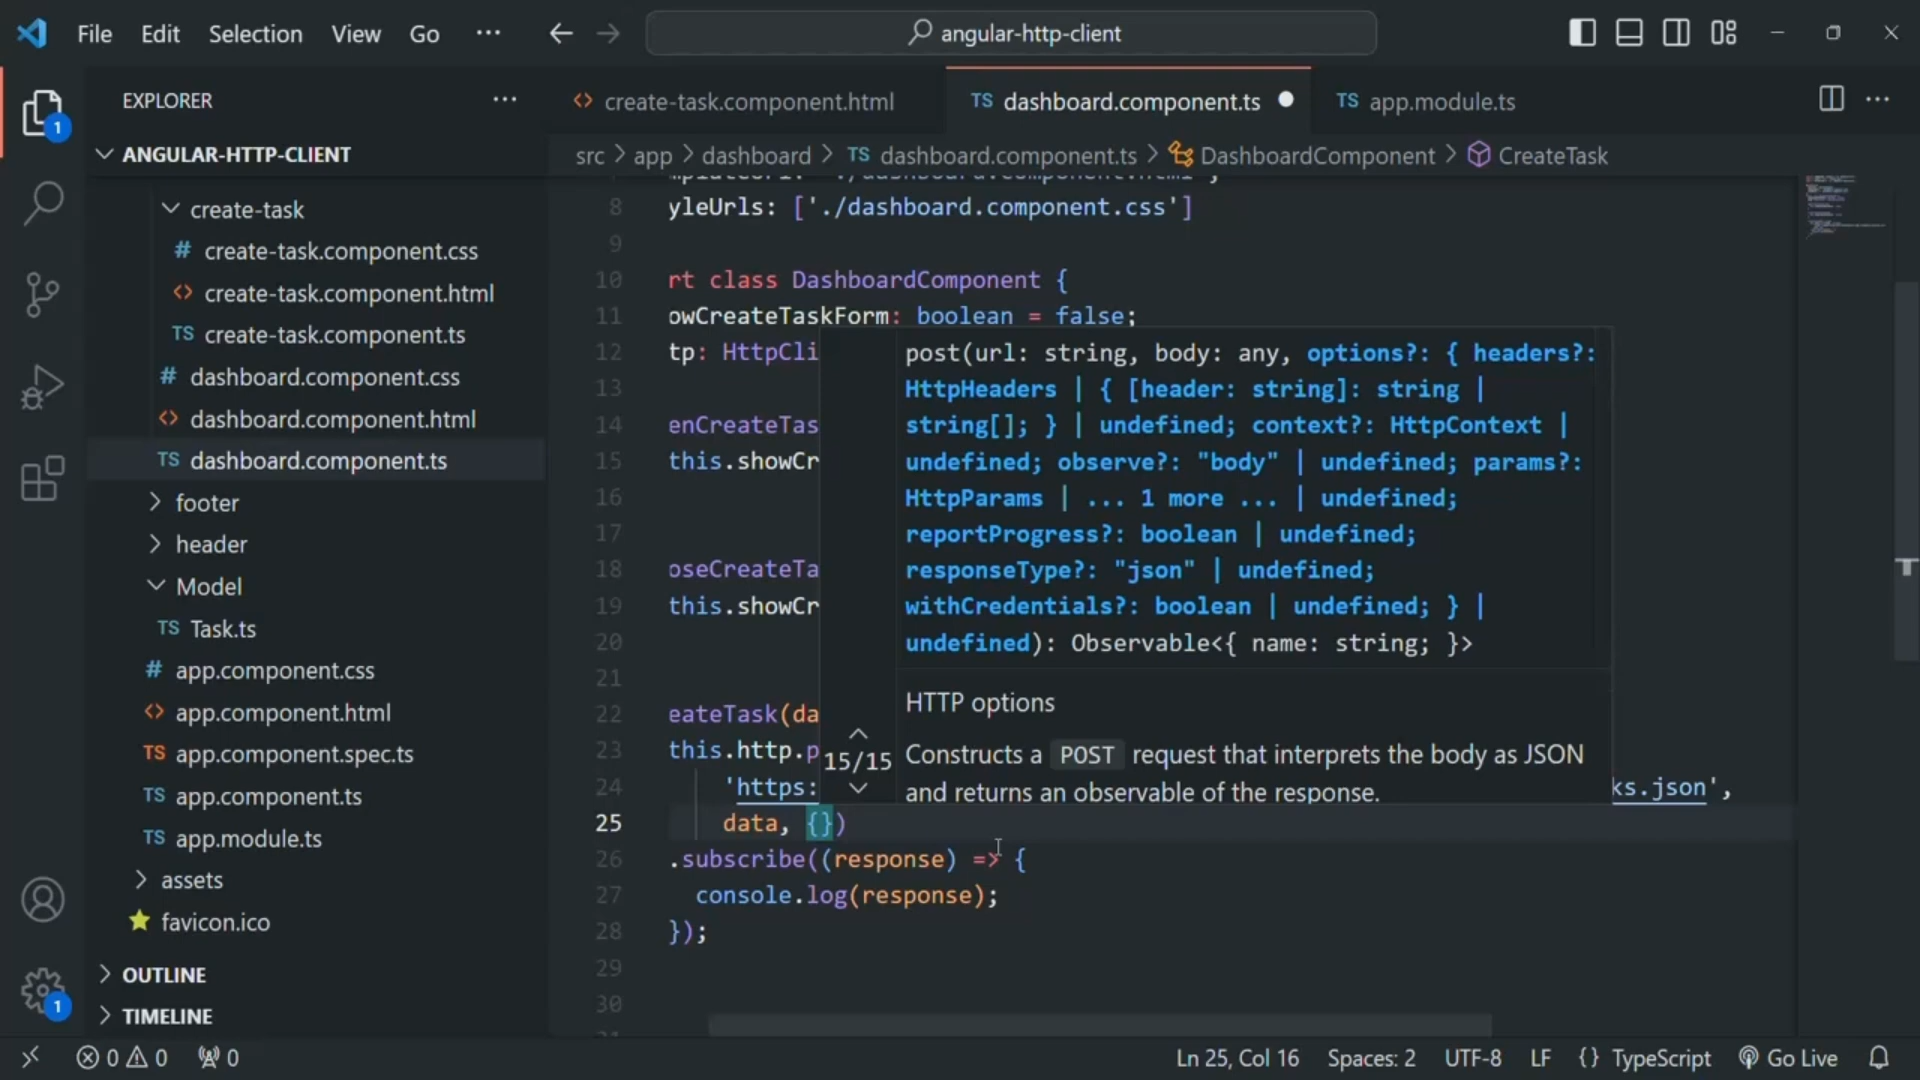 File Edit Selection View Go ··· angular-http-client
EXPLORER ···
create-task.component.html
TS dashboard.component.ts
TS app.module.ts
ANGULAR-HTTP-CLIENT
src > app > dashboard > TS dashboard.component.ts > DashboardComponent > CreateTask
create-task
# create-task.component.css
<> create-task.component.html
TS create-task.component.ts
# dashboard.component.css
<> dashboard.component.html
TS dashboard.component.ts
footer
header
Model
TS Task.ts
# app.component.css
<> app.component.html
TS app.component.spec.ts
TS app.component.ts
TS app.module.ts
assets
favicon.ico
OUTLINE
TIMELINE
1
1
8 yleUrls: ['./dashboard.component.css']
9
10 rt class DashboardComponent {
11 owCreateTaskForm: boolean = false;
12 tp: HttpCli
13
14 enCreateTas
15 this.showCr
16
17
18 oseCreateTa
19 this.showCr
20
21
22 eateTask(da
23 this.http.p
24 'https: ks.json',
25 data, {})
26 .subscribe((response) => {
27 console.log(response);
28 });
29
30
post(url: string, body: any, options?: { headers?:
HttpHeaders | { [header: string]: string |
string[]; } | undefined; context?: HttpContext |
undefined; observe?: "body" | undefined; params?:
HttpParams | ... 1 more ... | undefined;
reportProgress?: boolean | undefined;
responseType?: "json" | undefined;
withCredentials?: boolean | undefined; } |
undefined): Observable<{ name: string; }>
HTTP options
15/15
Constructs a POST request that interprets the body as JSON
and returns an observable of the response.
0 0 0 Ln 25, Col 16 Spaces: 2 UTF-8 LF {} TypeScript Go Live